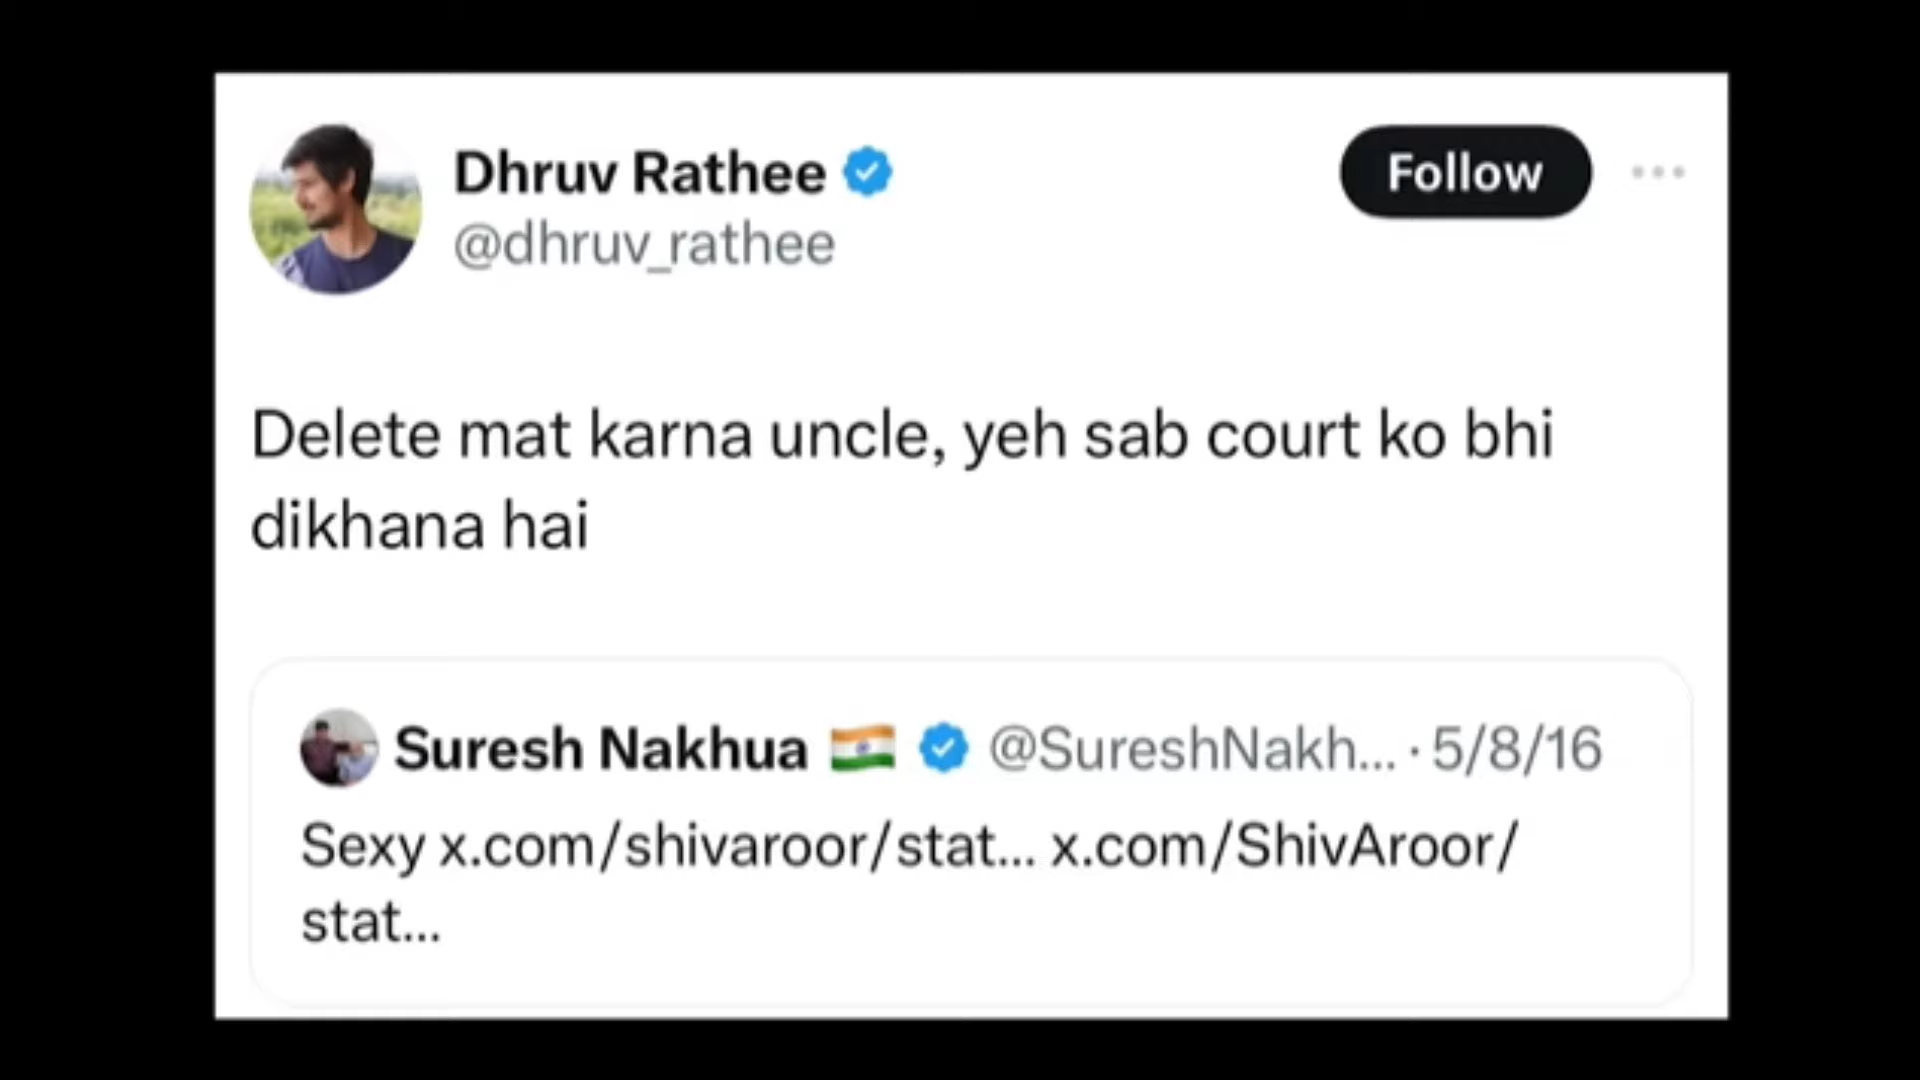 Dhruv Rathee
@dhruv_rathee
Follow
Delete mat karna uncle, yeh sab court ko bhi
dikhana hai
Suresh Nakhua 🇮🇳 @SureshNakh... · 5/8/16
Sexy x.com/shivaroor/stat... x.com/ShivAroor/
stat...